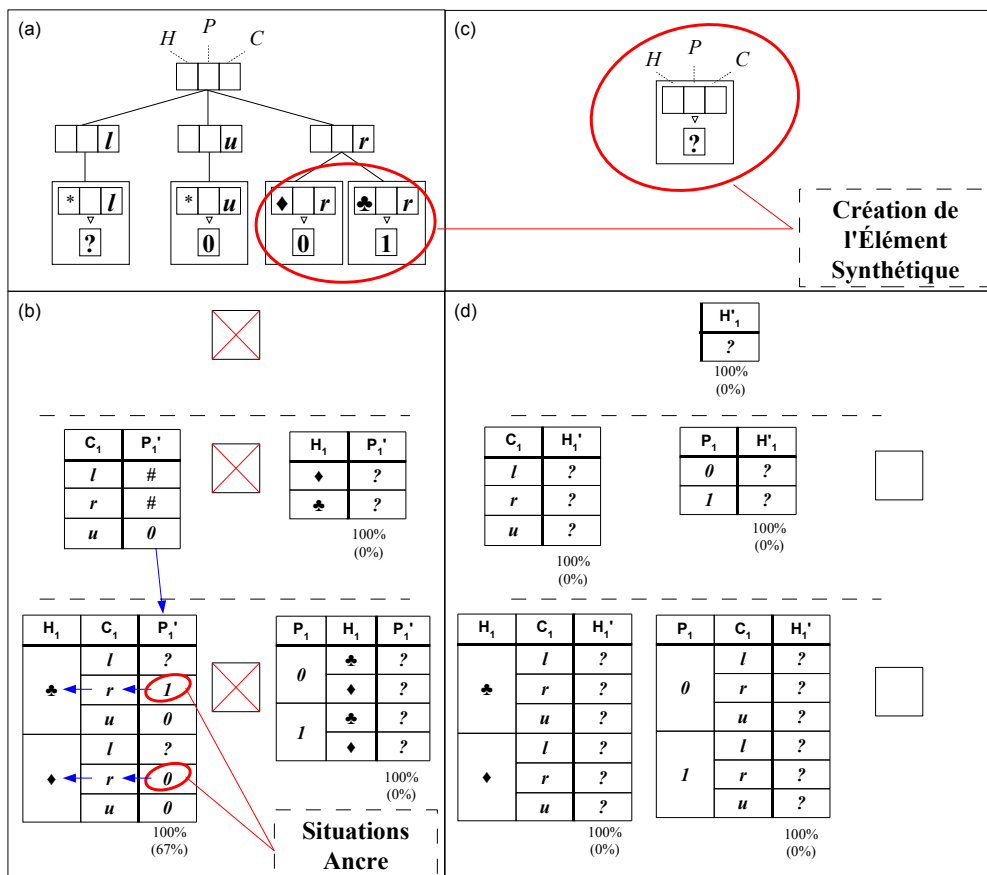 (a)
H P C
l u r
* l * u ♦ r ♣ r
? 0 0 1
(c)
H P C
?
Création de
l'Élément
Synthétique
(b)
C₁ P₁'
l #
r #
u 0
H₁ P₁'
♦ ?
♣ ?
100%
(0%)
H₁ C₁ P₁'
l ?
♣ r 1
u 0
l ?
♦ r 0
u 0
100%
(67%)
P₁ H₁ P₁'
0 ♣ ?
♦ ?
1 ♣ ?
♦ ?
100%
(0%)
Situations
Ancre
(d)
H'₁
?
100%
(0%)
C₁ H₁'
l ?
r ?
u ?
100%
(0%)
P₁ H'₁
0 ?
1 ?
100%
(0%)
H₁ C₁ H₁'
l ?
♣ r ?
u ?
l ?
♦ r ?
u ?
100%
(0%)
P₁ C₁ H₁'
l ?
0 r ?
u ?
l ?
1 r ?
u ?
100%
(0%)